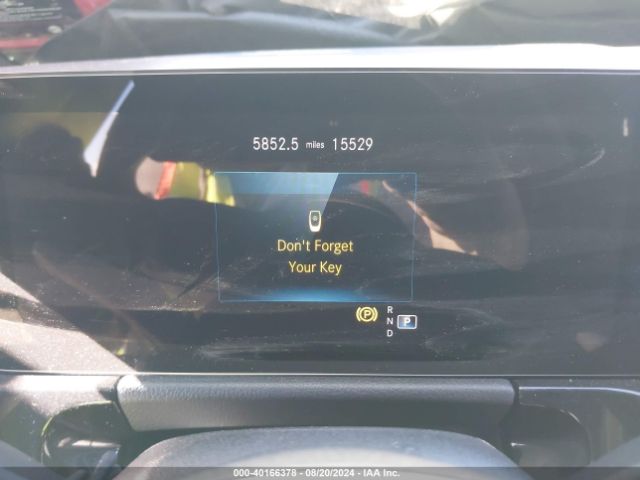 5852.5 miles 15529
Don't Forget
Your Key
R
N P
D
000-40166378 - 08/20/2024 - IAA Inc.